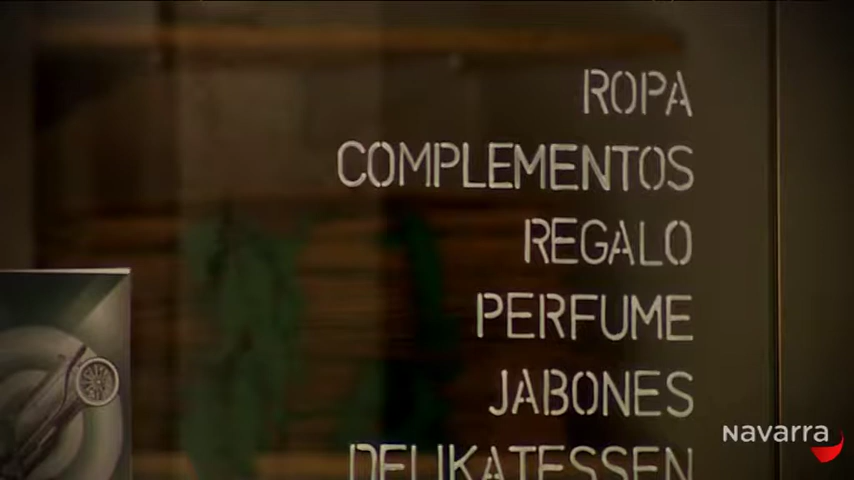 ROPA
COMPLEMENTOS
REGALO
PERFUME
JABONES
DELIKATESSEN
Navarra